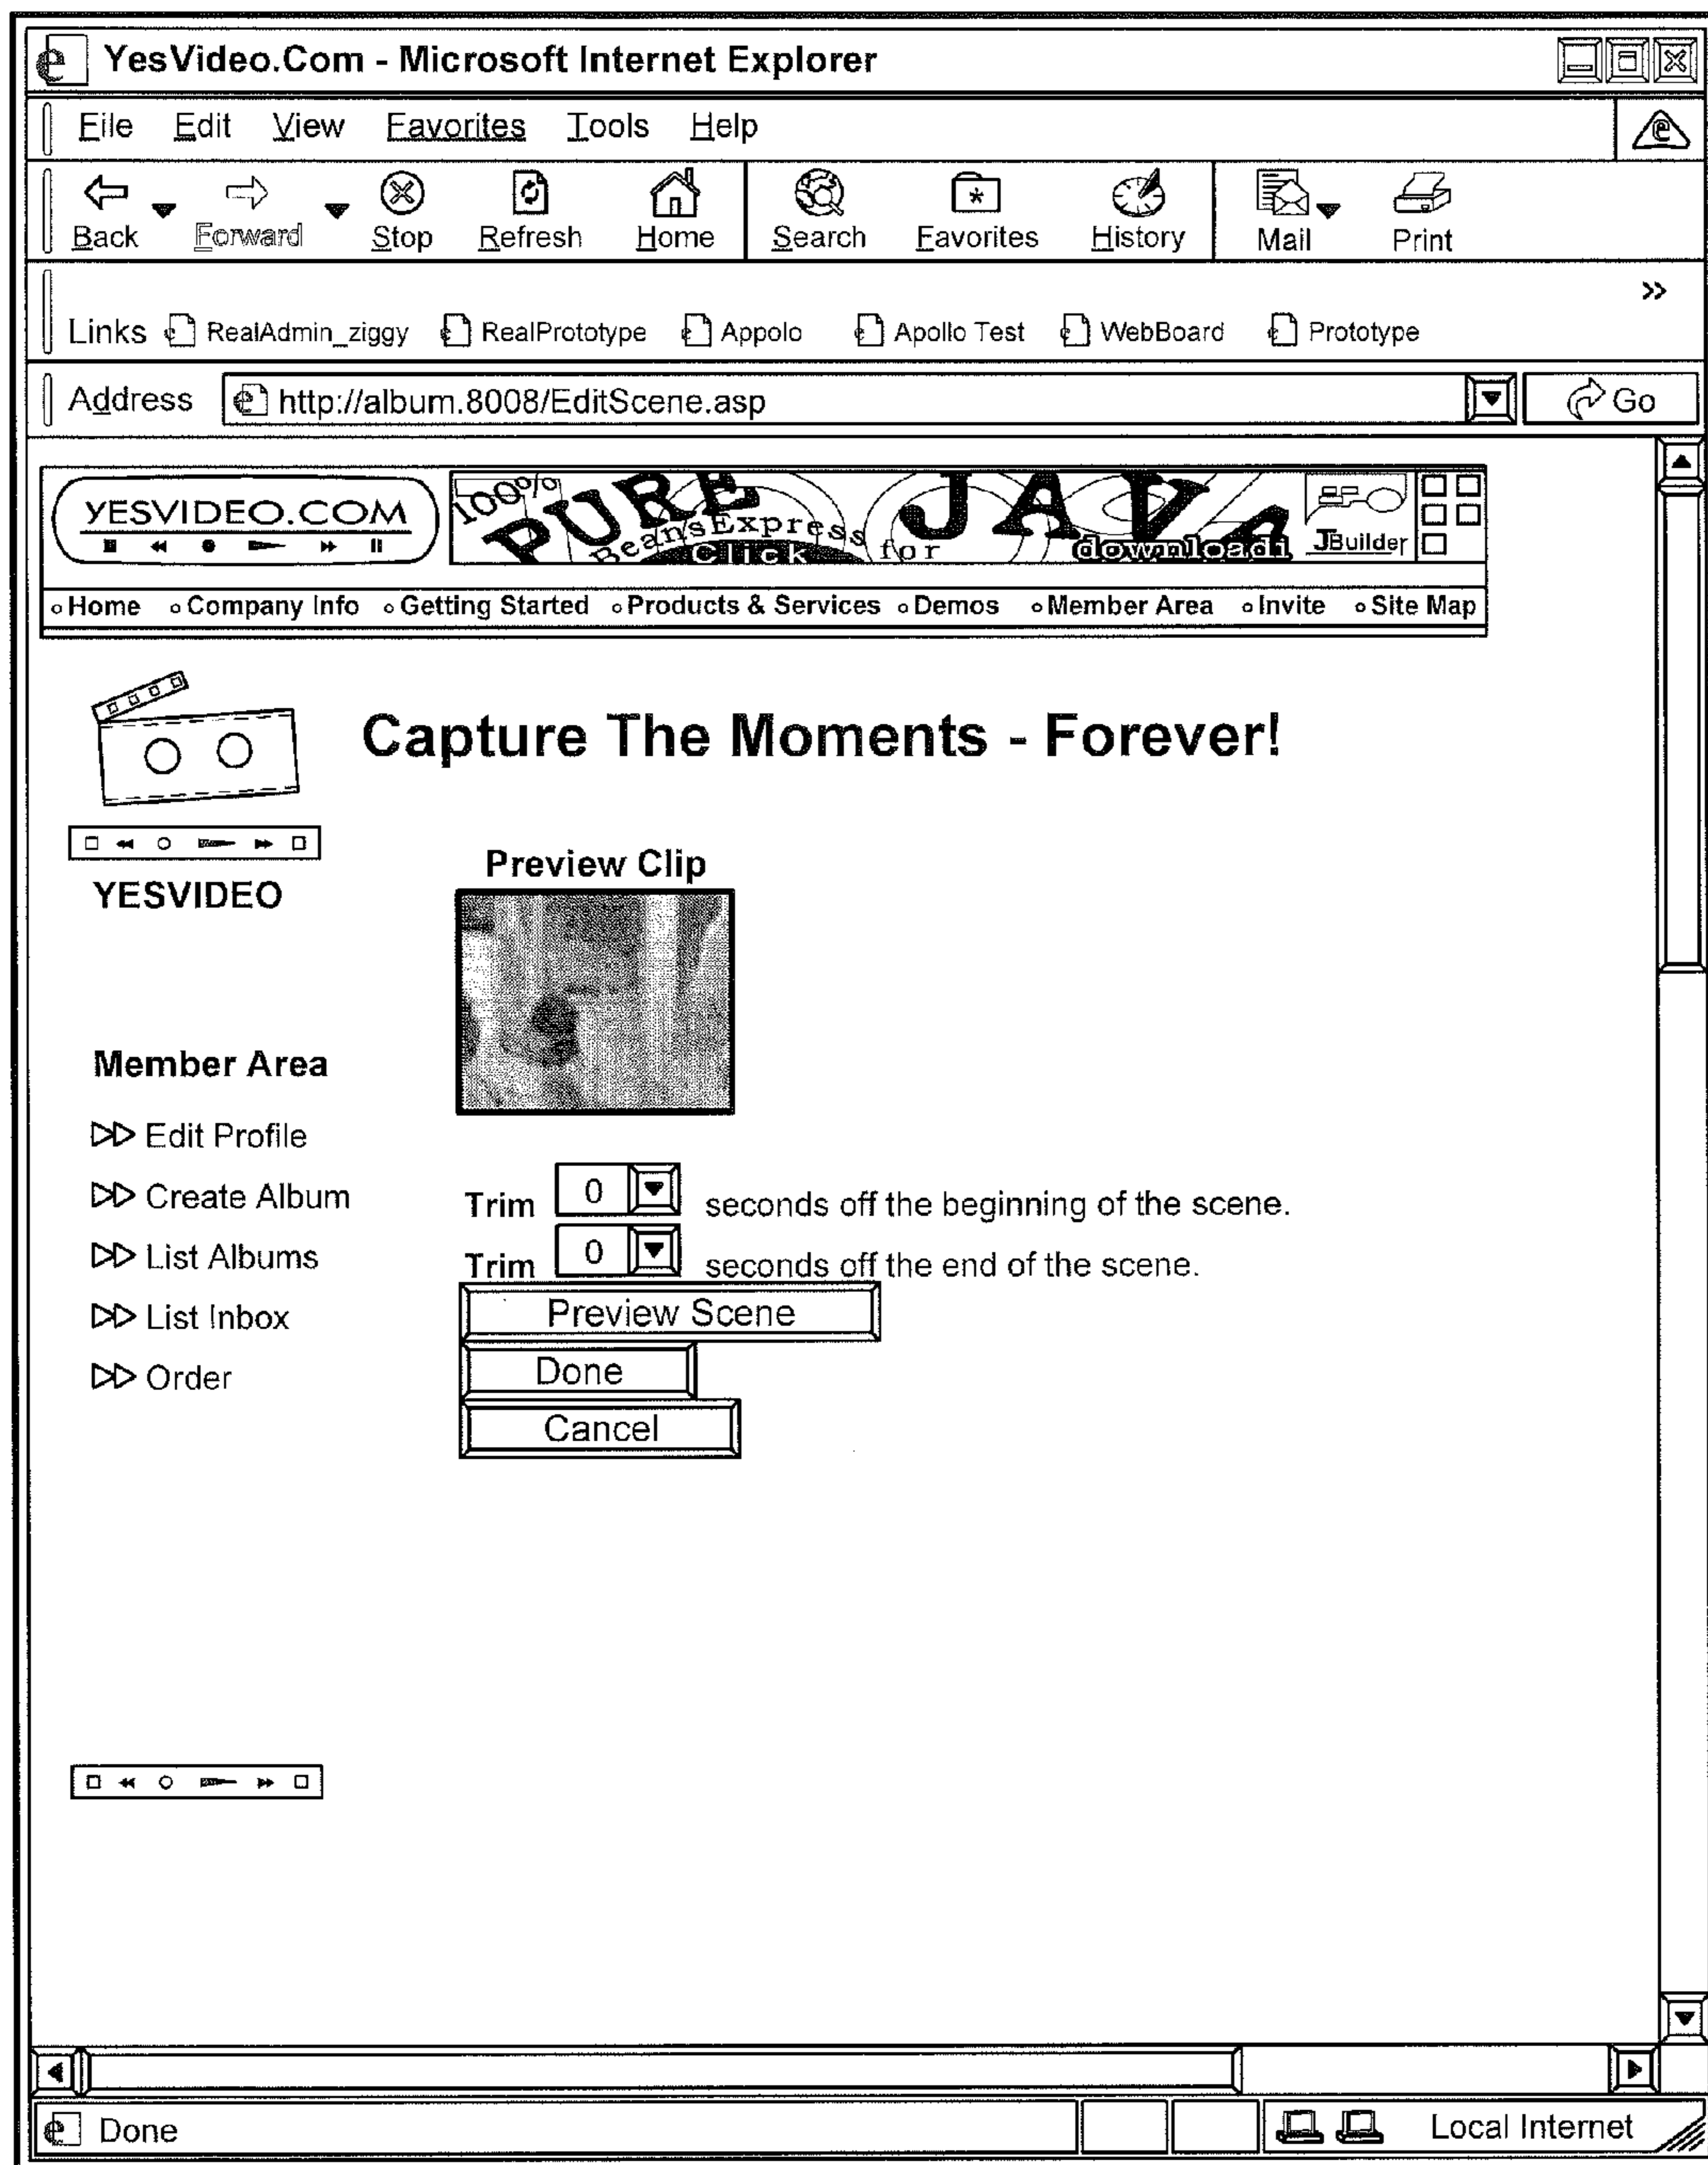 YesVideo.Com - Microsoft Internet Explorer
File Edit View Favorites Tools Help
Back Forward Stop Refresh Home Search Favorites History Mail Print
»
Links RealAdmin_ziggy RealPrototype Appolo Apollo Test WebBoard Prototype
Address http://album.8008/EditScene.asp Go
YESVIDEO.COM
100% PURE JAVA
BeansExpress for
Click downloadi JBuilder
Home Company Info Getting Started Products & Services Demos Member Area Invite Site Map
Capture The Moments - Forever!
YESVIDEO
Preview Clip
Member Area
Edit Profile
Create Album
List Albums
List Inbox
Order
Trim 0 seconds off the beginning of the scene.
Trim 0 seconds off the end of the scene.
Preview Scene
Done
Cancel
Done Local Internet